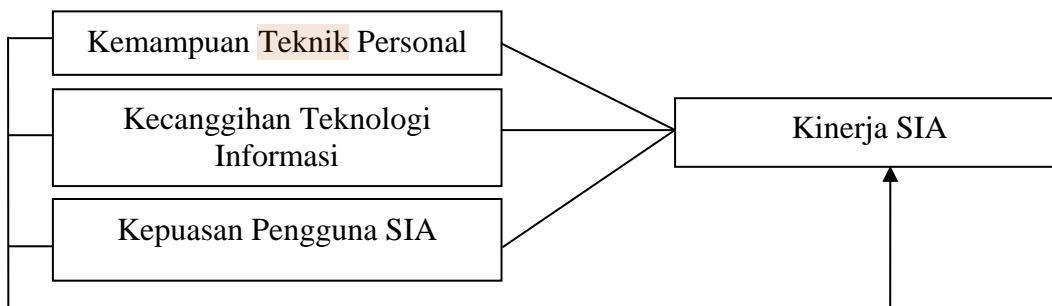 Kemampuan Teknik Personal
Kecanggihan Teknologi
Informasi
Kinerja SIA
Kepuasan Pengguna SIA